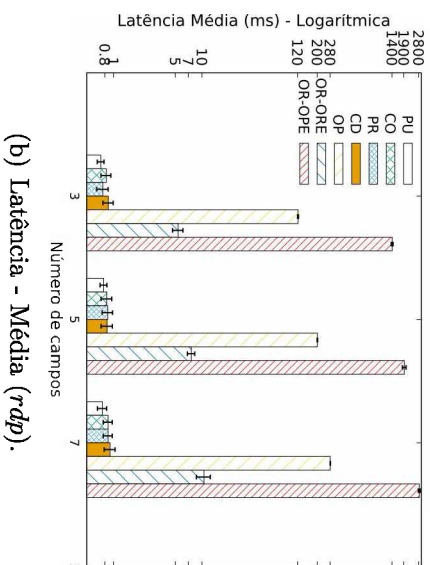 Latência Média (ms) - Logarítmica
2800
1900
1400
280
200
120
10
7
5
1
0.8
PU
CO
PR
CD
OP
OR-ORE
OR-OPE
3
5
7
Número de campos
(b) Latência - Média (rdp).